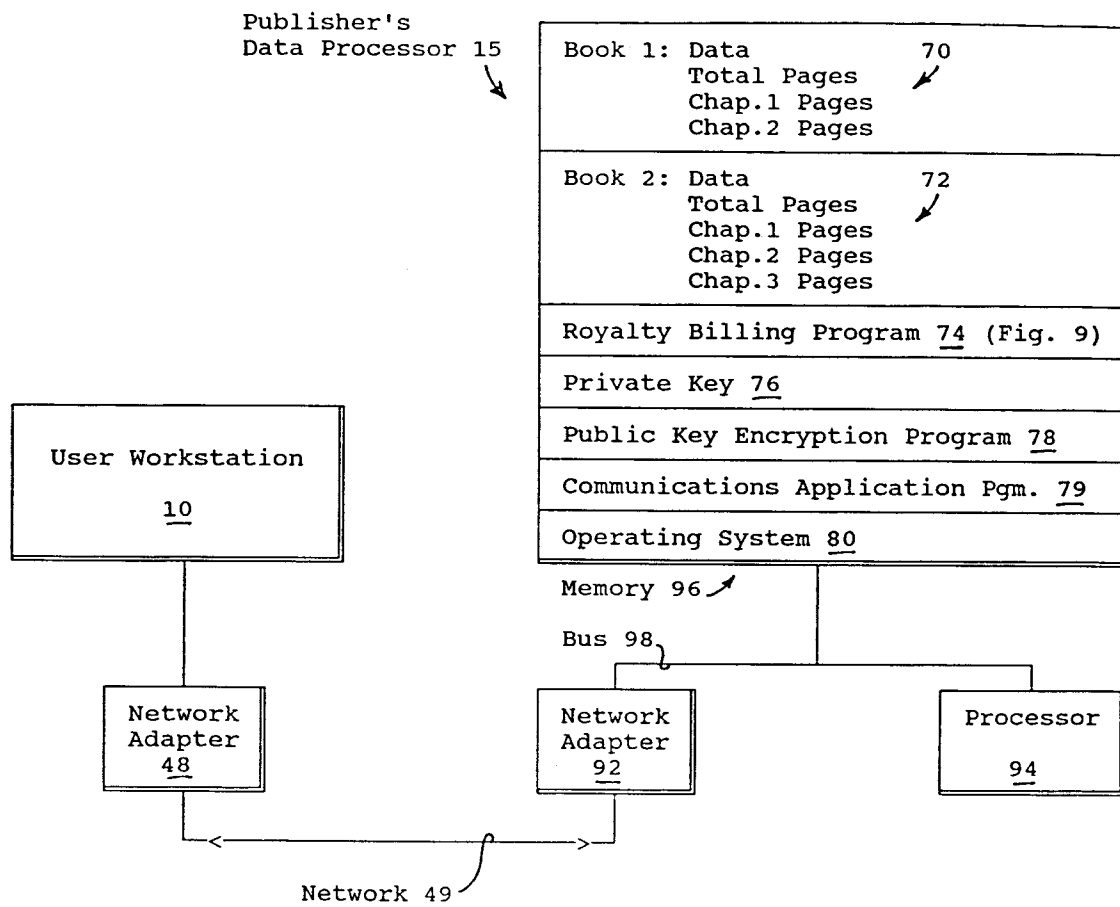 Publisher's
Data Processor 15
Book 1: Data 70
Total Pages
Chap.1 Pages
Chap.2 Pages
Book 2: Data 72
Total Pages
Chap.1 Pages
Chap.2 Pages
Chap.3 Pages
Royalty Billing Program 74 (Fig. 9)
Private Key 76
Public Key Encryption Program 78
Communications Application Pgm. 79
Operating System 80
Memory 96
User Workstation
10
Bus 98
Network
Adapter
48
Network
Adapter
92
Processor
94
Network 49